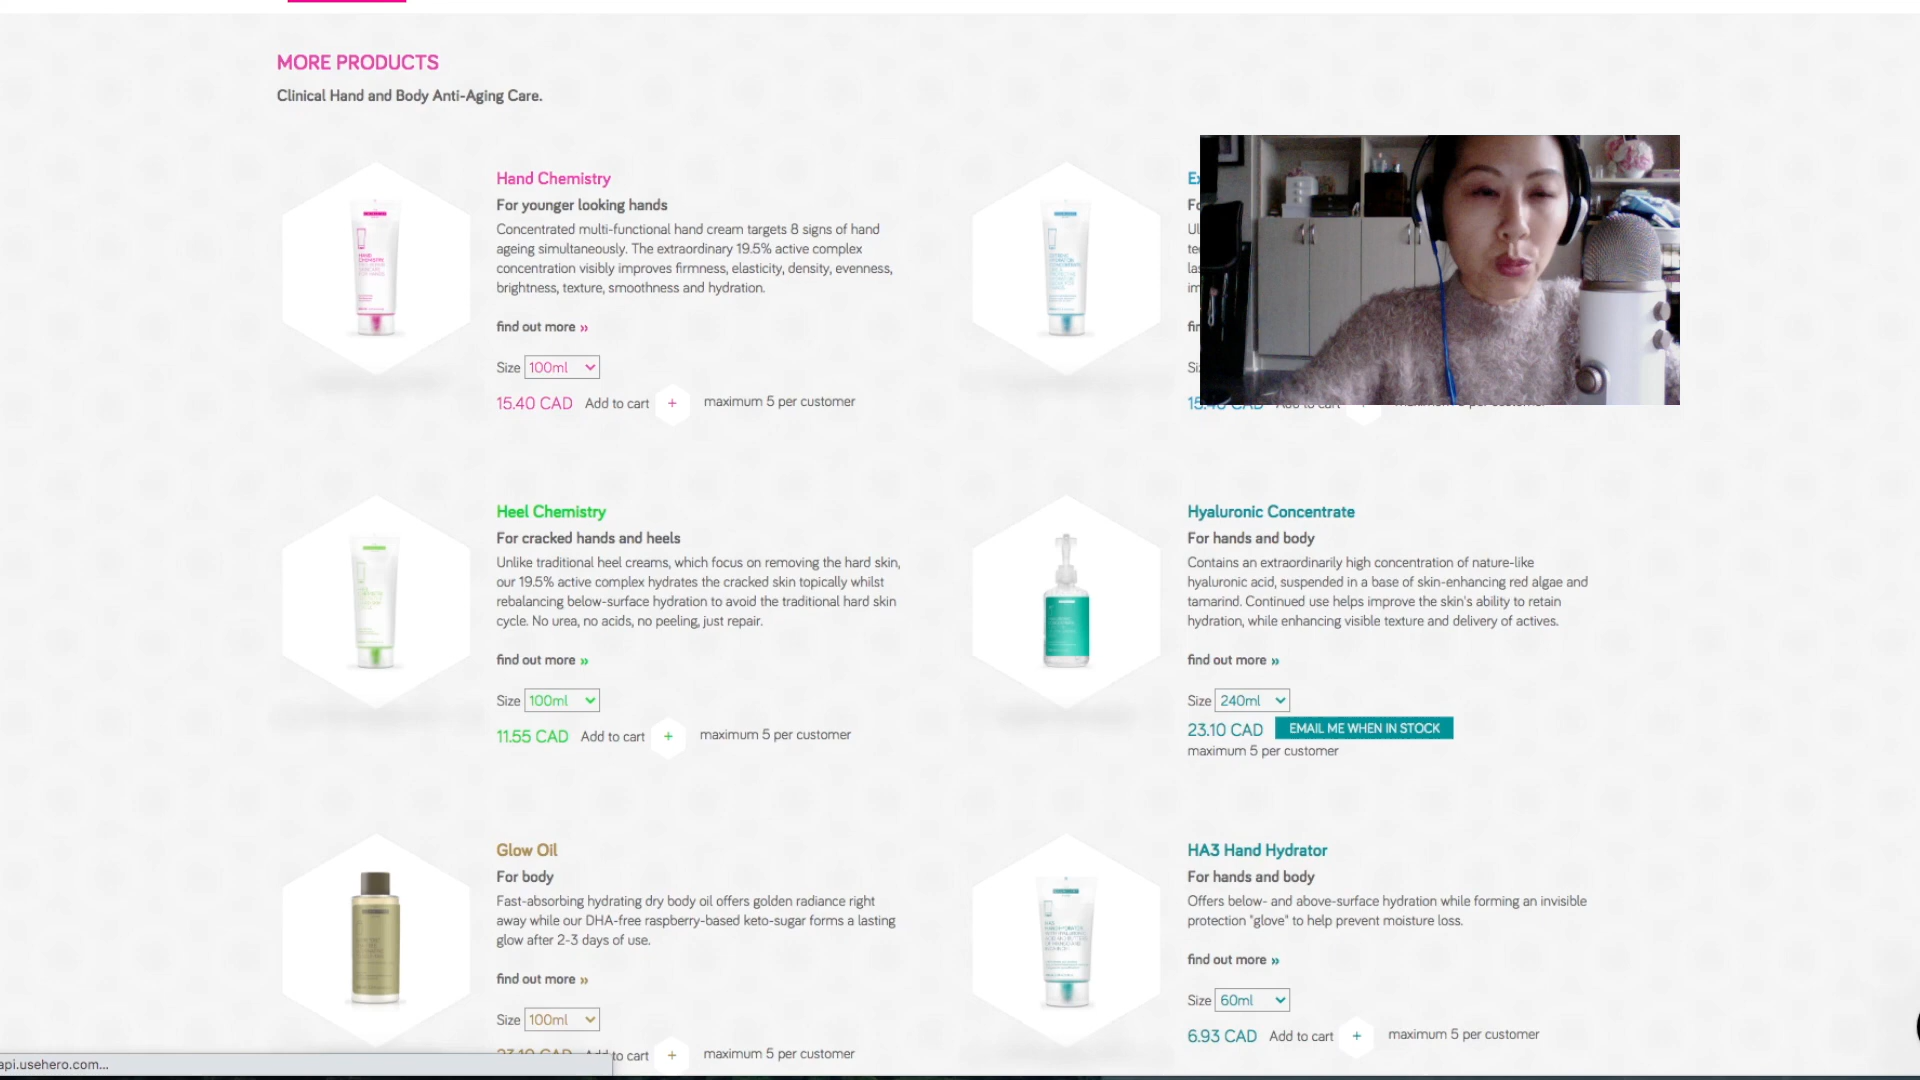 MORE PRODUCTS
Clinical Hand and Body Anti-Aging Care.
Hand Chemistry
For younger looking hands
Concentrated multi-functional hand cream targets 8 signs of hand
ageing simultaneously. The extraordinary 19.5% active complex
concentration visibly improves firmness, elasticity, density, evenness,
brightness, texture, smoothness and hydration.
find out more »
Size 100ml
15.40 CAD Add to cart + maximum 5 per customer
Heel Chemistry
For cracked hands and heels
Unlike traditional heel creams, which focus on removing the hard skin,
our 19.5% active complex hydrates the cracked skin topically whilst
rebalancing below-surface hydration to avoid the traditional hard skin
cycle. No urea, no acids, no peeling, just repair.
find out more »
Size 100ml
11.55 CAD Add to cart + maximum 5 per customer
Hyaluronic Concentrate
For hands and body
Contains an extraordinarily high concentration of nature-like
hyaluronic acid, suspended in a base of skin-enhancing red algae and
tamarind. Continued use helps improve the skin's ability to retain
hydration, while enhancing visible texture and delivery of actives.
find out more »
Size 240ml
23.10 CAD EMAIL ME WHEN IN STOCK
maximum 5 per customer
Glow Oil
For body
Fast-absorbing hydrating dry body oil offers golden radiance right
away while our DHA-free raspberry-based keto-sugar forms a lasting
glow after 2-3 days of use.
find out more »
Size 100ml
23.10 CAD Add to cart + maximum 5 per customer
HA3 Hand Hydrator
For hands and body
Offers below- and above-surface hydration while forming an invisible
protection "glove" to help prevent moisture loss.
find out more »
Size 60ml
6.93 CAD Add to cart + maximum 5 per customer
api.usehero.com...